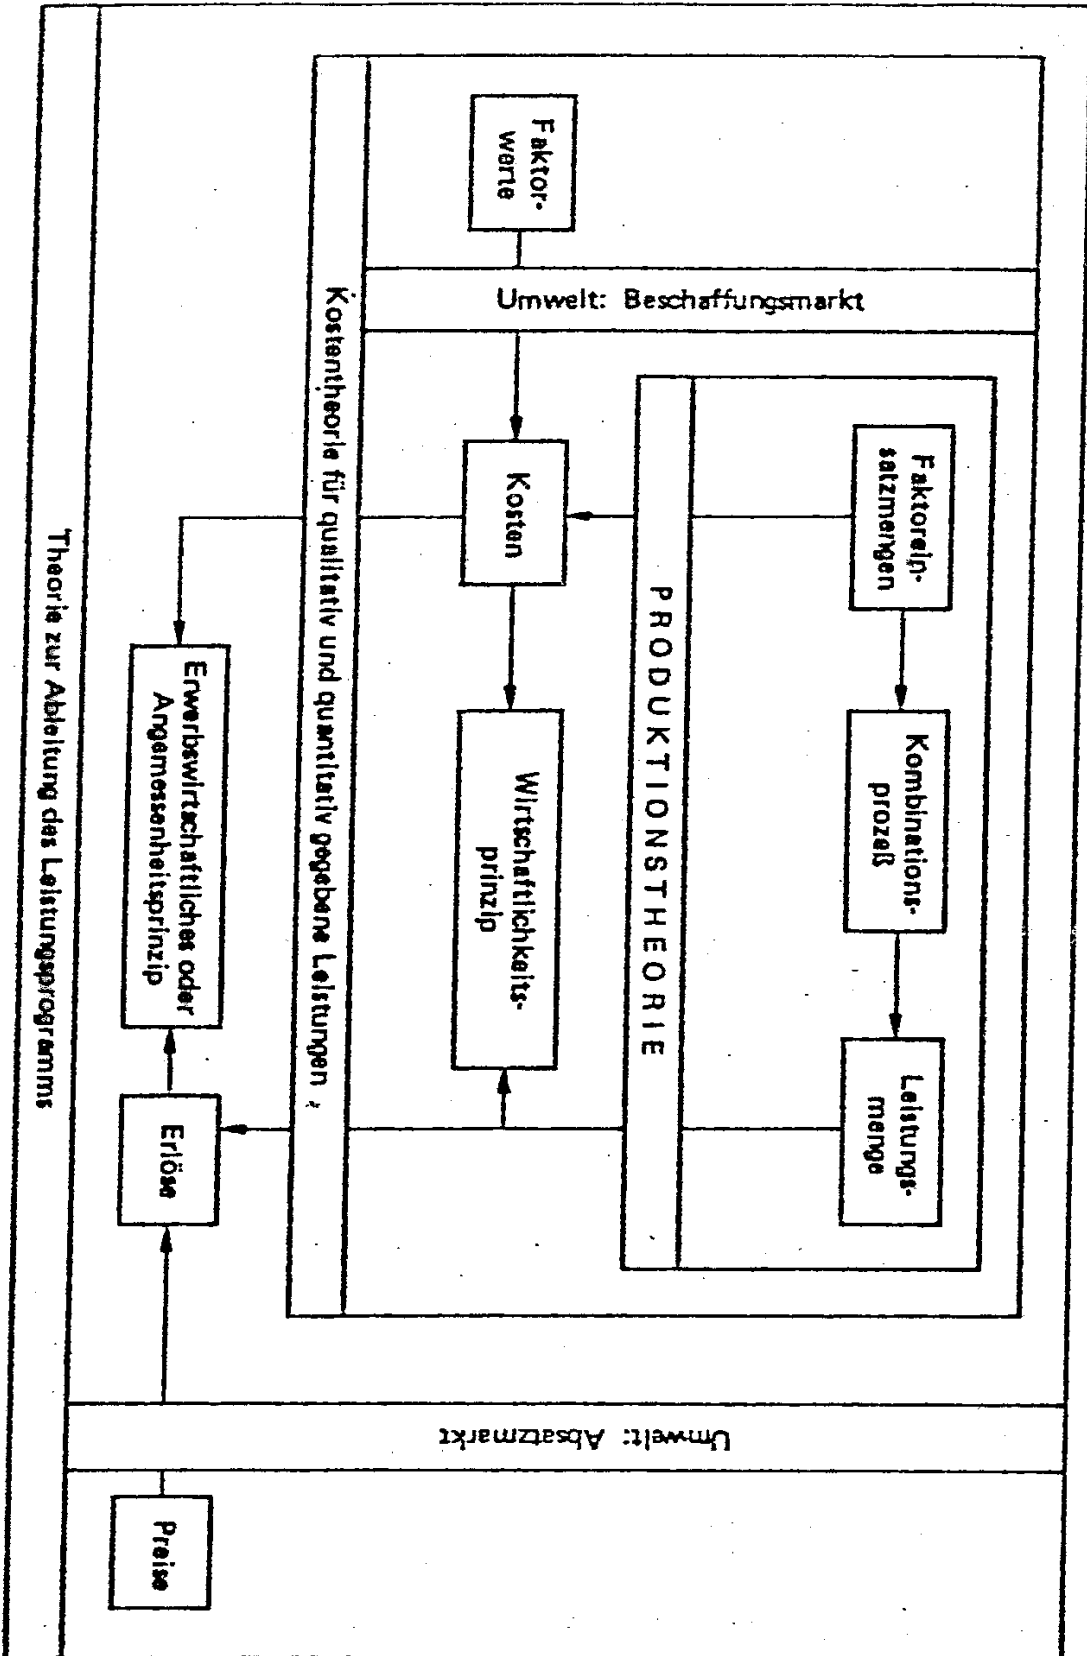 Faktorein-
satzmengen
Kombinations-
prozeß
Leistungs-
menge
PRODUKTIONSTHEORIE
Faktor-
werte
Umwelt: Beschaffungsmarkt
Kosten
Wirtschaftlichkeits-
prinzip
Kostentheorie für qualitativ und quantitativ gegebene Leistungen
Erwerbswirtschaftliches oder
Angemessenheitsprinzip
Erlöse
Umwelt: Absatzmarkt
Preise
Theorie zur Ableitung des Leistungsprogramms